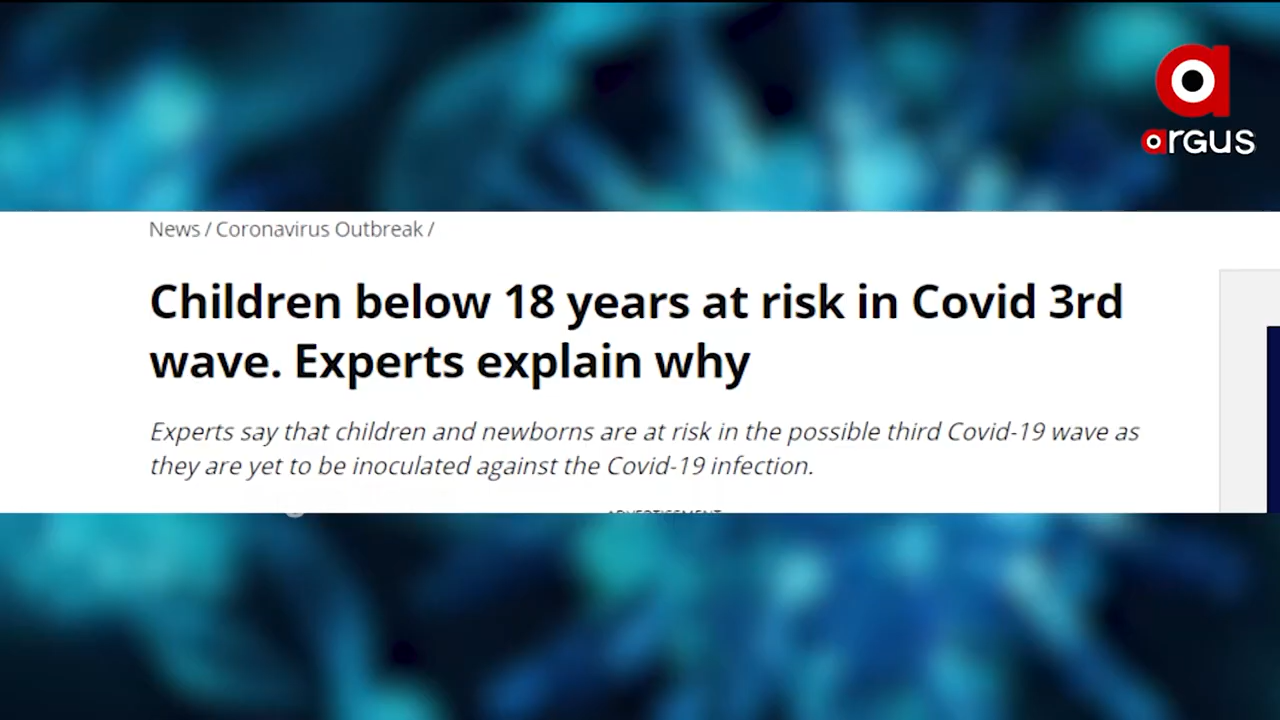 argus
News / Coronavirus Outbreak /
Children below 18 years at risk in Covid 3rd
wave. Experts explain why
Experts say that children and newborns are at risk in the possible third Covid-19 wave as
they are yet to be inoculated against the Covid-19 infection.
ADVERTISEMENT